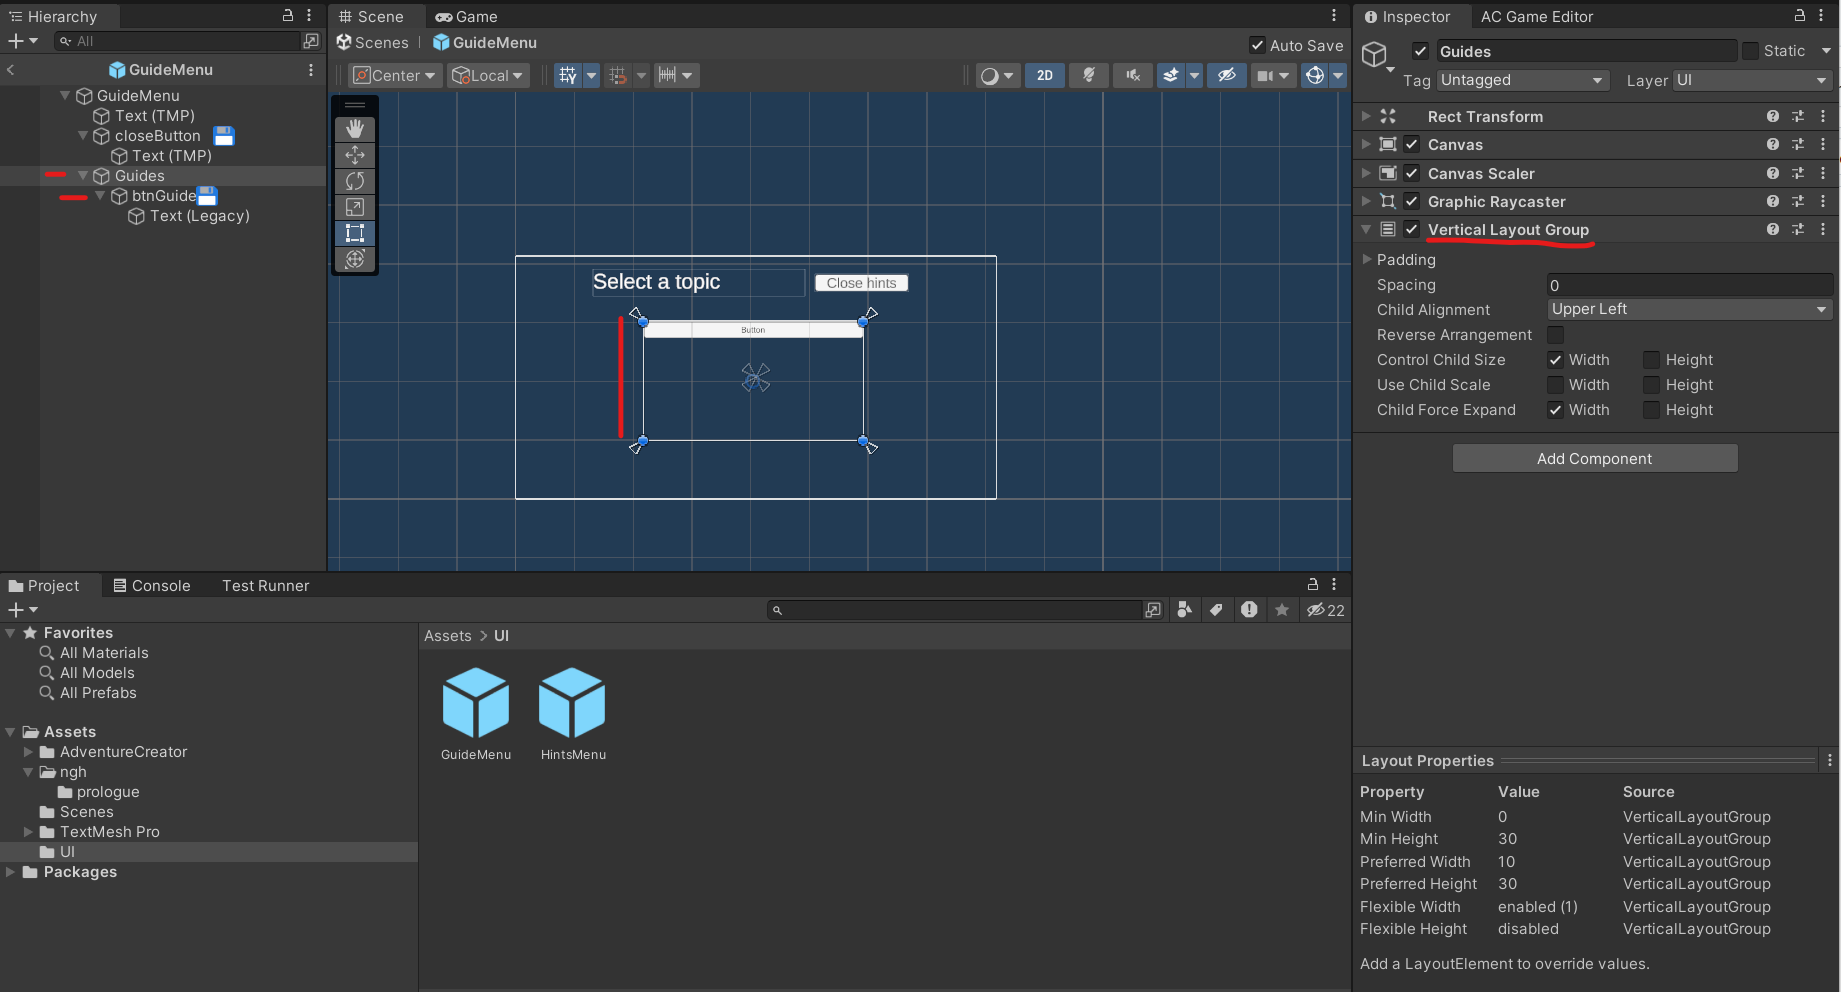 Hierarchy
All
GuideMenu
GuideMenu
Text (TMP)
closeButton
Text (TMP)
Guides
btnGuide
Text (Legacy)
Scene
Game
Scenes
GuideMenu
Auto Save
Center
Local
2D
Select a topic
Close hints
Button
Inspector
AC Game Editor
Guides
Static
Tag
Untagged
Layer
UI
Rect Transform
Canvas
Canvas Scaler
Graphic Raycaster
Vertical Layout Group
Padding
Spacing
0
Child Alignment
Upper Left
Reverse Arrangement
Control Child Size
Width
Height
Use Child Scale
Width
Height
Child Force Expand
Width
Height
Add Component
Project
Console
Test Runner
22
Favorites
All Materials
All Models
All Prefabs
Assets
AdventureCreator
ngh
prologue
Scenes
TextMesh Pro
UI
Packages
Assets > UI
GuideMenu
HintsMenu
Layout Properties
Property Value Source
Min Width 0 VerticalLayoutGroup
Min Height 30 VerticalLayoutGroup
Preferred Width 10 VerticalLayoutGroup
Preferred Height 30 VerticalLayoutGroup
Flexible Width enabled (1) VerticalLayoutGroup
Flexible Height disabled VerticalLayoutGroup
Add a LayoutElement to override values.